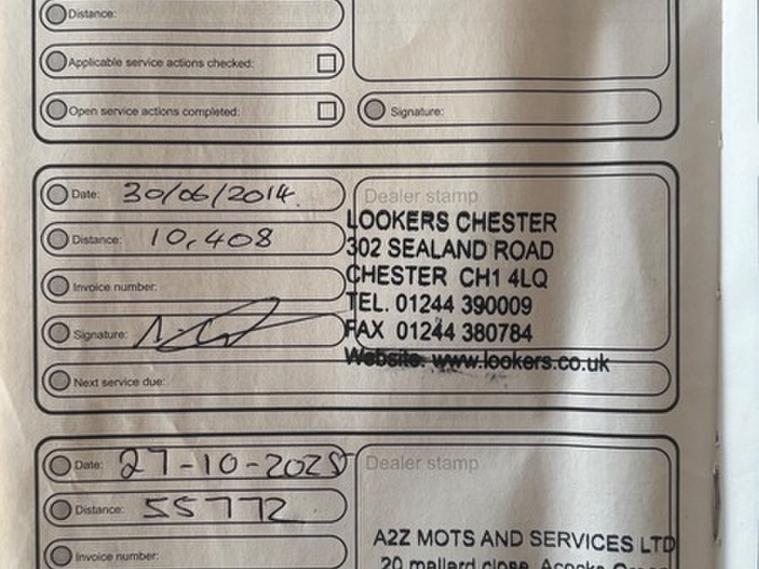 Distance:
Applicable service actions checked:
Open service actions completed:
Signature:
Date: 30/06/2014
Dealer stamp
LOOKERS CHESTER
Distance: 10,408
302 SEALAND ROAD
CHESTER CH1 4LQ
Invoice number:
TEL. 01244 390009
Signature:
FAX 01244 380784
Website: www.lookers.co.uk
Next service due:
Date: 27-10-2025
Dealer stamp
Distance: 55772
A2Z MOTS AND SERVICES LTD
Invoice number:
20 mallard close, Acocks Green